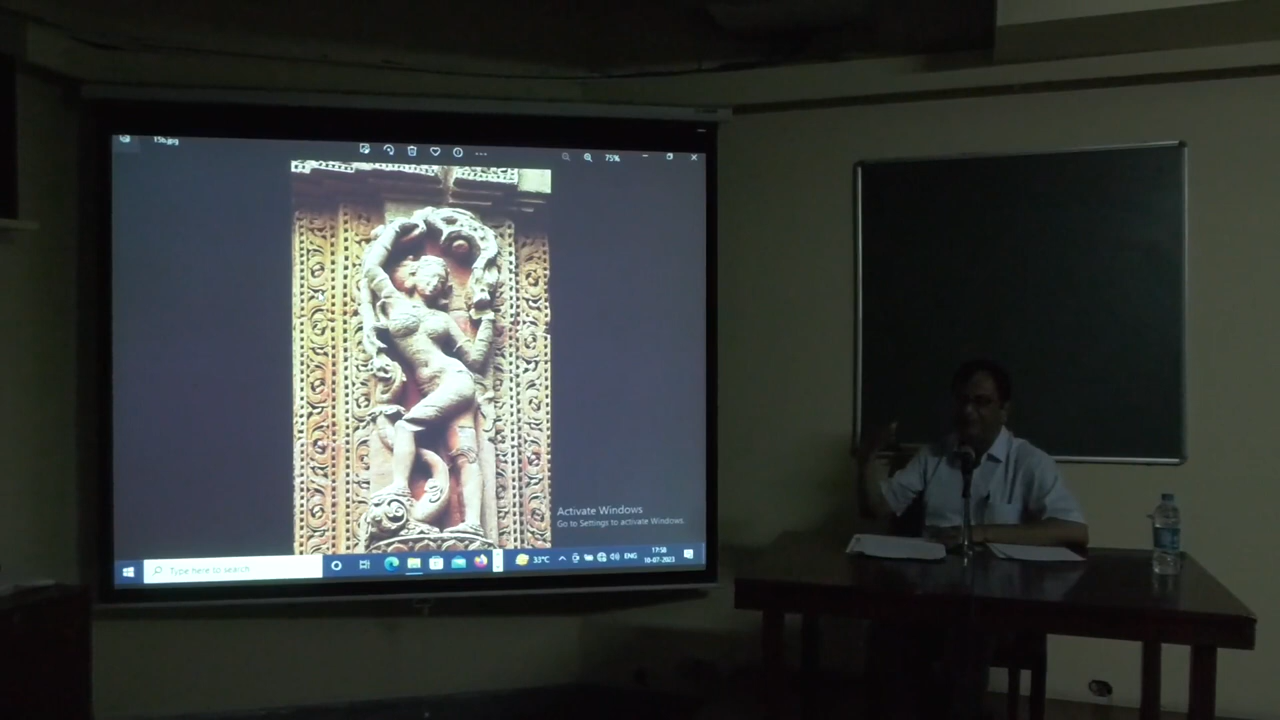 15b.jpg
75%
Activate Windows
Go to Settings to activate Windows.
Type here to search
33°C
ENG
17:58
10-07-2023